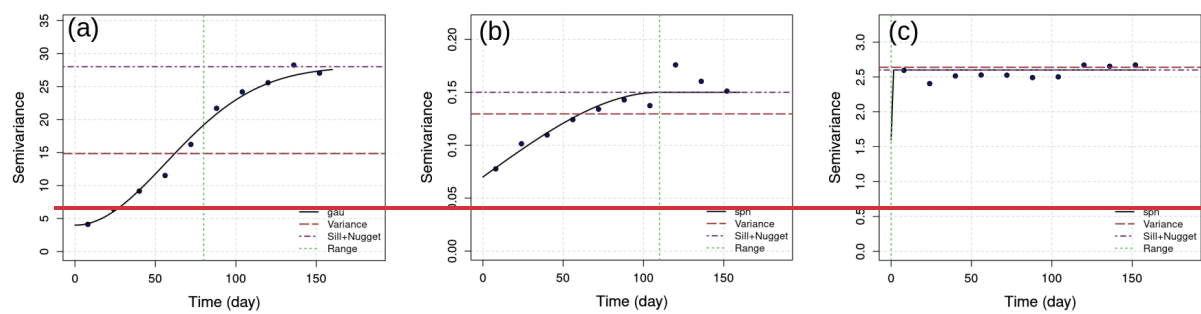 (a)
35
30
25
20
15
10
5
0
Semivariance
gau
Variance
Sill+Nugget
Range
0 50 100 150
Time (day)
(b)
0.20
0.15
0.10
0.05
0.00
Semivariance
sph
Variance
Sill+Nugget
Range
0 50 100 150
Time (day)
(c)
3.0
2.5
2.0
1.5
1.0
0.5
0.0
Semivariance
sph
Variance
Sill+Nugget
Range
0 50 100 150
Time (day)